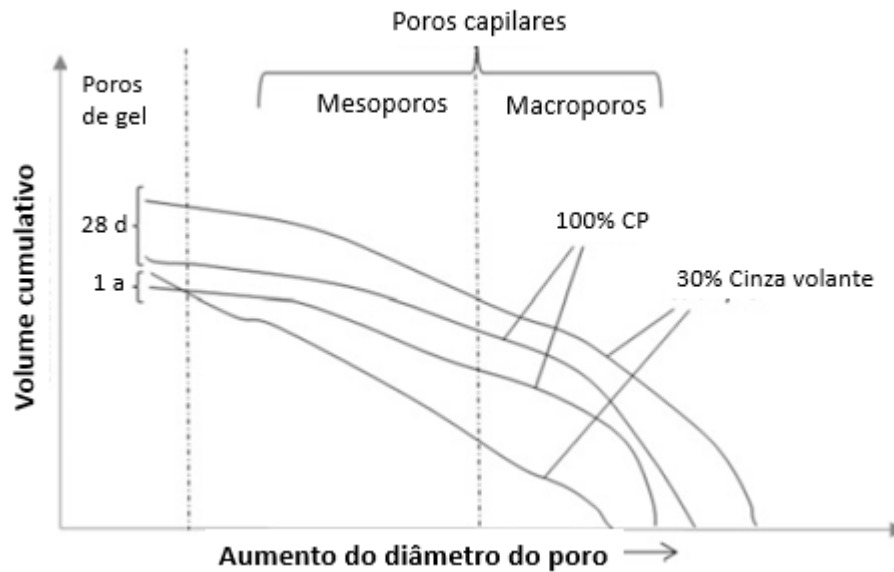 Poros capilares
Poros
de gel
Mesoporos
Macroporos
28 d
1 a
100% CP
30% Cinza volante
Volume cumulativo
Aumento do diâmetro do poro